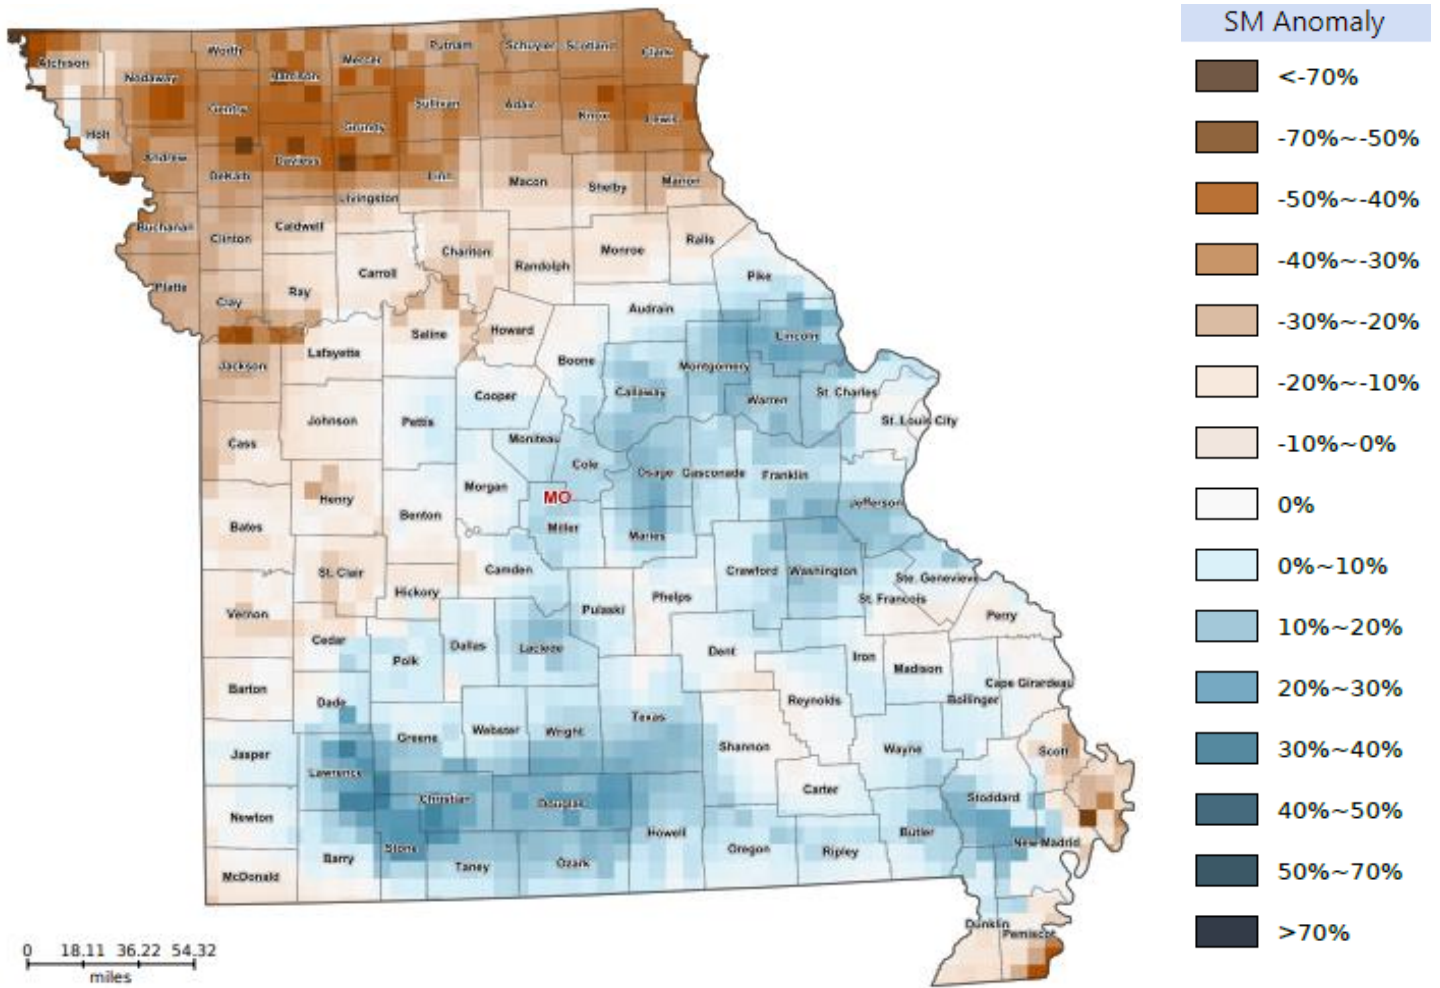 SM Anomaly
<-70%
-70%~-50%
-50%~-40%
-40%~-30%
-30%~-20%
-20%~-10%
-10%~0%
0%
0%~10%
10%~20%
20%~30%
30%~40%
40%~50%
50%~70%
>70%
Atchison
Nodaway
Worth
Harrison
Mercer
Putnam
Schuyler
Scotland
Clark
Holt
Gentry
Grundy
Sullivan
Adair
Knox
Lewis
Andrew
DeKalb
Daviess
Livingston
Linn
Macon
Shelby
Marion
Buchanan
Clinton
Caldwell
Carroll
Chariton
Randolph
Monroe
Ralls
Pike
Platte
Clay
Ray
Saline
Howard
Audrain
Lincoln
Jackson
Lafayette
Boone
Montgomery
Cooper
Callaway
Warren
St. Charles
St. Louis City
Johnson
Pettis
Cass
Moniteau
Cole
Osage
Gasconade
Franklin
Henry
Morgan
MO
Jefferson
Bates
Benton
Miller
Maries
St. Clair
Camden
Crawford
Washington
Ste. Genevieve
Hickory
Pulaski
Phelps
St. Francois
Perry
Vernon
Cedar
Polk
Dallas
Laclede
Dent
Iron
Madison
Cape Girardeau
Barton
Dade
Reynolds
Bollinger
Greene
Webster
Wright
Texas
Shannon
Wayne
Scott
Jasper
Lawrence
Christian
Douglas
Carter
Stoddard
Newton
Howell
Butler
New Madrid
McDonald
Barry
Stone
Taney
Ozark
Oregon
Ripley
Dunklin
Pemiscot
0 18.11 36.22 54.32
miles